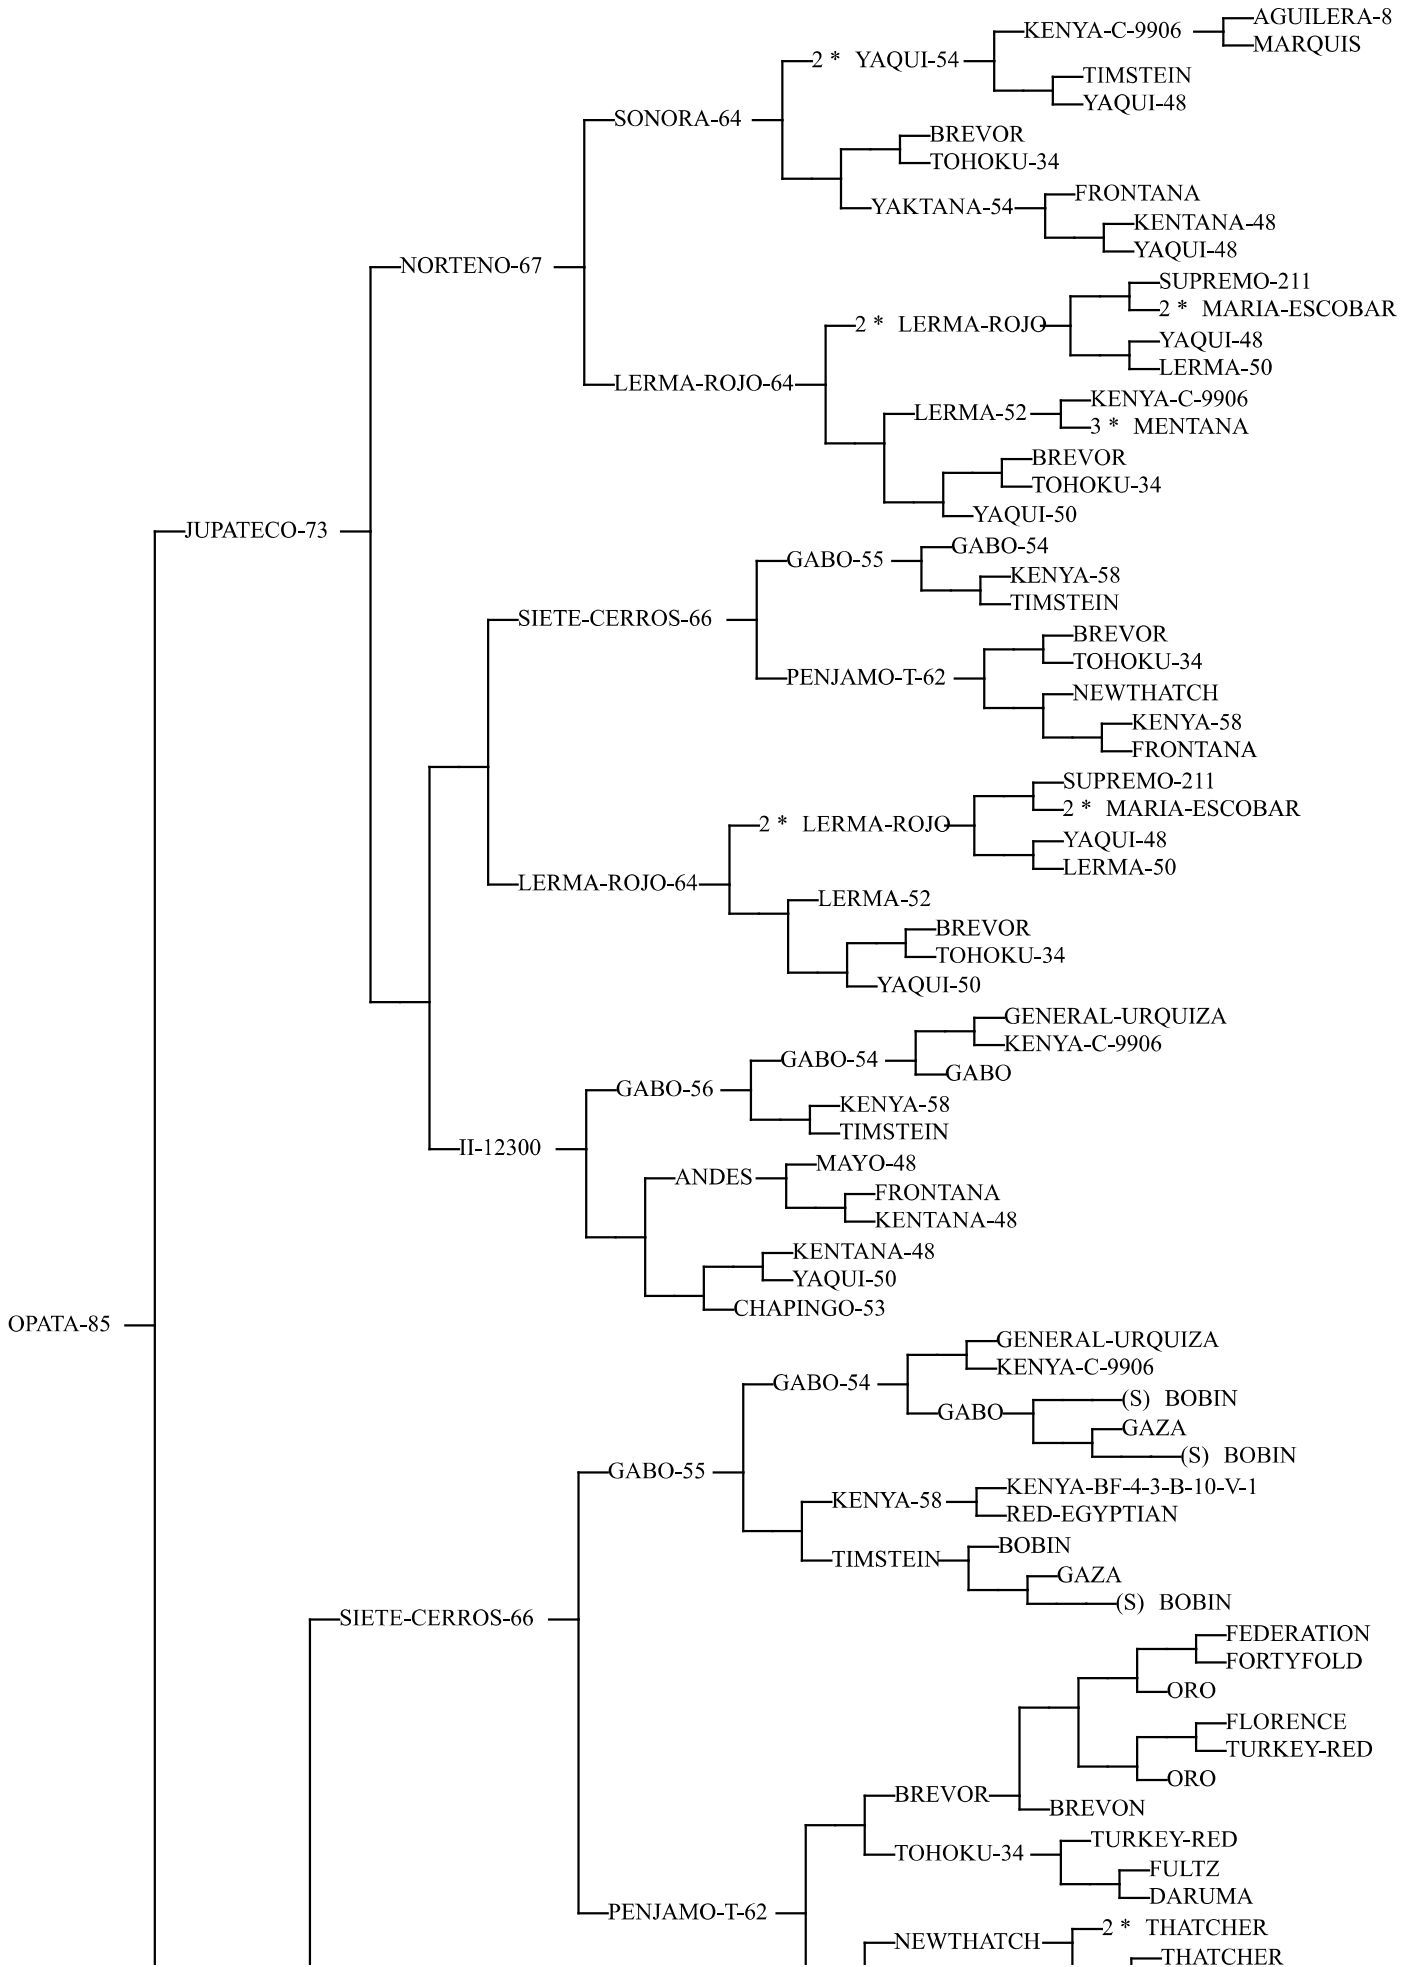 AGUILERA-8
KENYA-C-9906
MARQUIS
2 * YAQUI-54
TIMSTEIN
YAQUI-48
SONORA-64
BREVOR
TOHOKU-34
FRONTANA
YAKTANA-54
KENTANA-48
YAQUI-48
NORTENO-67
SUPREMO-211
2 * MARIA-ESCOBAR
2 * LERMA-ROJO
YAQUI-48
LERMA-50
LERMA-ROJO-64
KENYA-C-9906
LERMA-52
3 * MENTANA
BREVOR
TOHOKU-34
YAQUI-50
JUPATECO-73
GABO-54
GABO-55
KENYA-58
TIMSTEIN
SIETE-CERROS-66
BREVOR
TOHOKU-34
PENJAMO-T-62
NEWTHATCH
KENYA-58
FRONTANA
SUPREMO-211
2 * MARIA-ESCOBAR
2 * LERMA-ROJO
YAQUI-48
LERMA-50
LERMA-ROJO-64
LERMA-52
BREVOR
TOHOKU-34
YAQUI-50
GENERAL-URQUIZA
KENYA-C-9906
GABO-54
GABO
GABO-56
KENYA-58
TIMSTEIN
II-12300
MAYO-48
ANDES
FRONTANA
KENTANA-48
KENTANA-48
YAQUI-50
CHAPINGO-53
OPATA-85
GENERAL-URQUIZA
KENYA-C-9906
GABO-54
(S) BOBIN
GABO
GAZA
(S) BOBIN
GABO-55
KENYA-BF-4-3-B-10-V-1
KENYA-58
RED-EGYPTIAN
BOBIN
TIMSTEIN
GAZA
(S) BOBIN
SIETE-CERROS-66
FEDERATION
FORTYFOLD
ORO
FLORENCE
TURKEY-RED
ORO
BREVOR
BREVON
TURKEY-RED
TOHOKU-34
FULTZ
DARUMA
PENJAMO-T-62
2 * THATCHER
NEWTHATCH
THATCHER